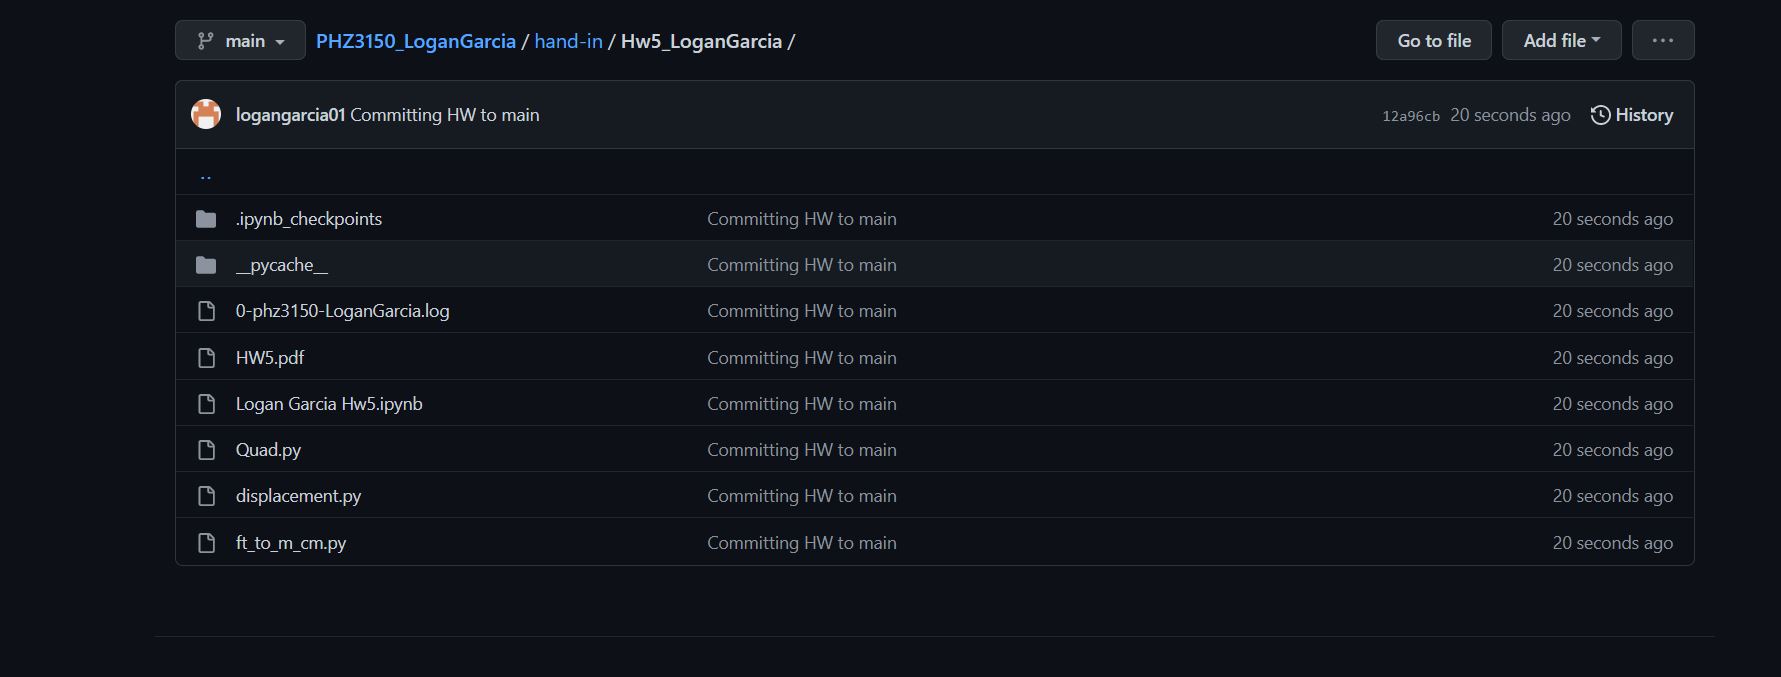 main PHZ3150_LoganGarcia / hand-in / Hw5_LoganGarcia / Go to file Add file ...
logangarcia01 Committing HW to main 12a96cb 20 seconds ago History
..
.ipynb_checkpoints Committing HW to main 20 seconds ago
__pycache__ Committing HW to main 20 seconds ago
0-phz3150-LoganGarcia.log Committing HW to main 20 seconds ago
HW5.pdf Committing HW to main 20 seconds ago
Logan Garcia Hw5.ipynb Committing HW to main 20 seconds ago
Quad.py Committing HW to main 20 seconds ago
displacement.py Committing HW to main 20 seconds ago
ft_to_m_cm.py Committing HW to main 20 seconds ago